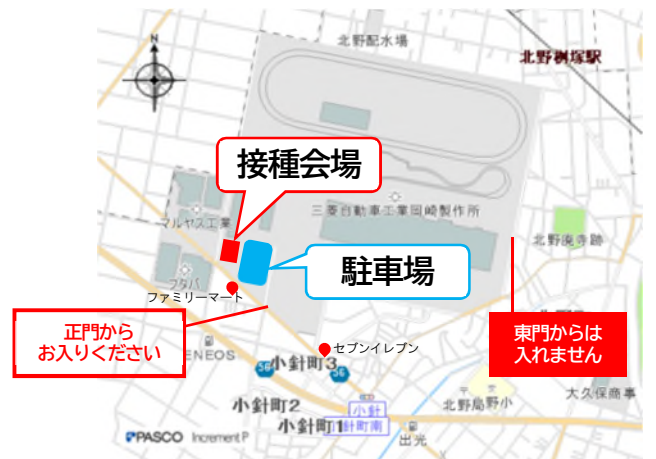 北野配水場
N
北野桝塚駅
接種会場
三菱自動車工業岡崎製作所
マルヤス工業
北野廃寺跡
駐車場
フタバ
ファミリーマート
正門から
お入りください
東門からは
入れません
ENEOS
セブンイレブン
56
小針町3
56
大久保商事
小針町2
小針
北野局
野小
小針町1
針町南
出光
PASCO Increment P